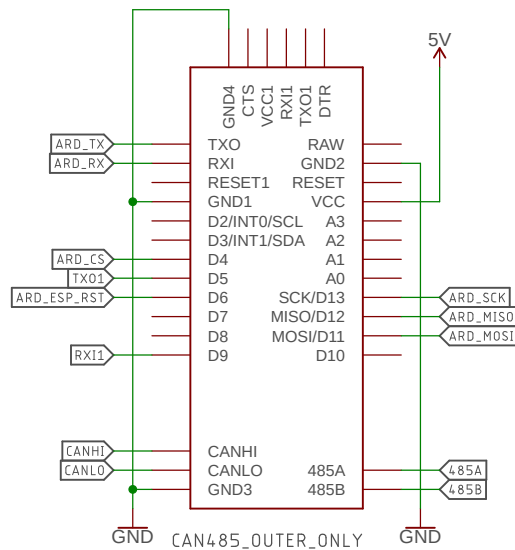 5V
GND4
CTS
VCC1
RXI1
TXO1
DTR
ARD_TX TXO RAW
ARD_RX RXI GND2
RESET1 RESET
GND1 VCC
D2/INT0/SCL A3
D3/INT1/SDA A2
ARD_CS D4 A1
TXO1 D5 A0
ARD_ESP_RST D6 SCK/D13 ARD_SCK
D7 MISO/D12 ARD_MISO
D8 MOSI/D11 ARD_MOSI
RXI1 D9 D10
CANHI CANHI
CANLO CANLO 485A 485A
GND3 485B 485B
GND CAN485_OUTER_ONLY GND